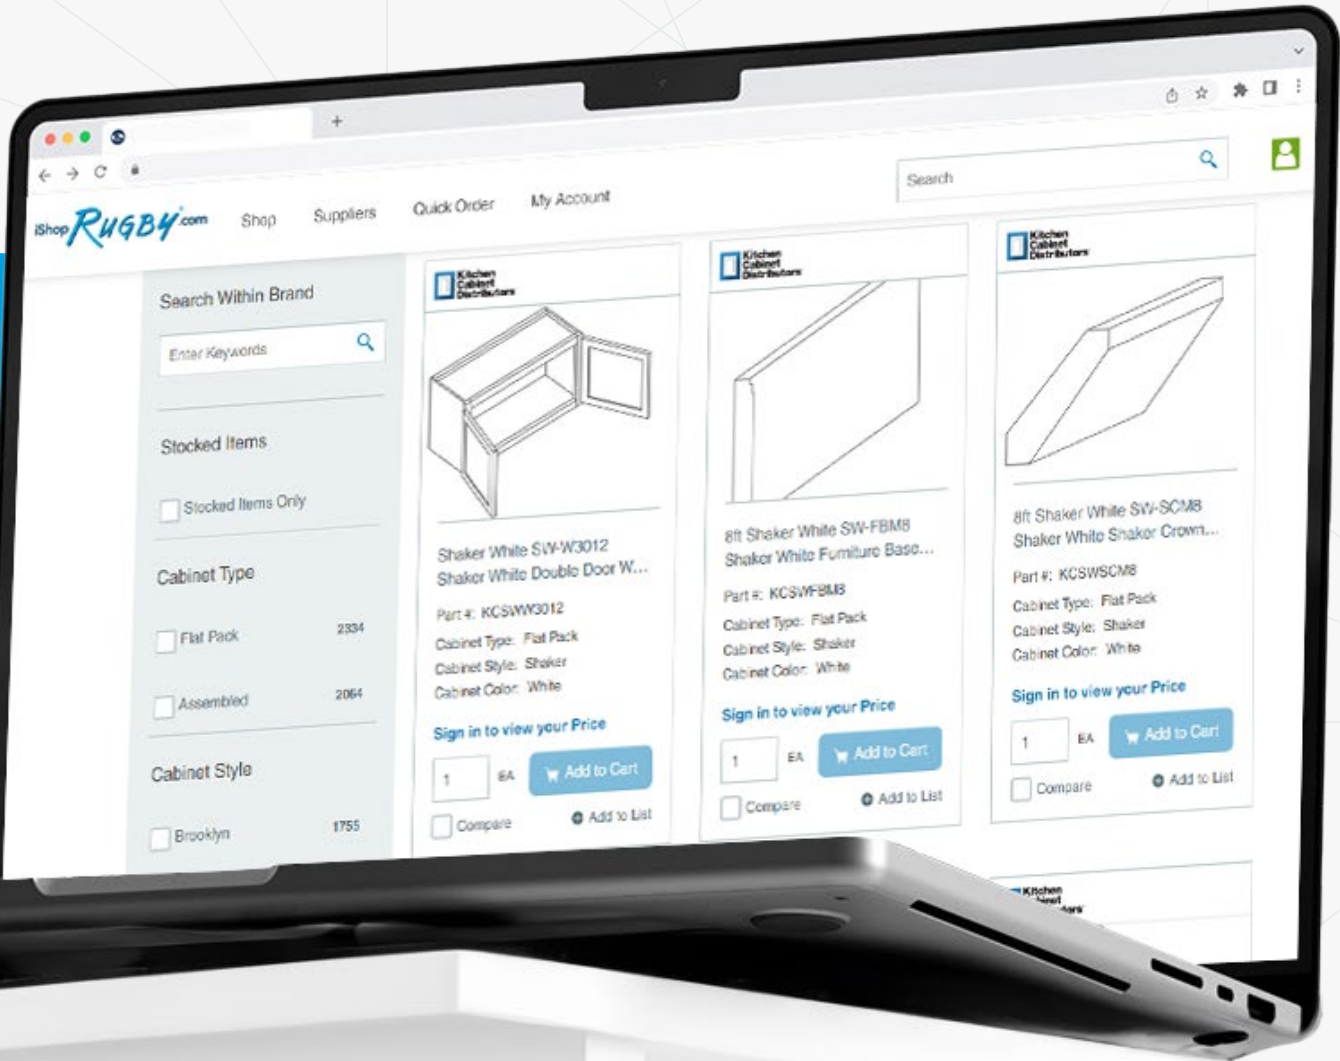 iShop RUGBY.com
Shop
Suppliers
Quick Order
My Account
Search
Search Within Brand
Enter Keywords
Stocked Items
Stocked Items Only
Cabinet Type
Flat Pack 2334
Assembled 2064
Cabinet Style
Brooklyn 1755
Kitchen
Cabinet
Distributors
Shaker White SW-W3012
Shaker White Double Door W...
Part #: KCSWW3012
Cabinet Type: Flat Pack
Cabinet Style: Shaker
Cabinet Color: White
Sign in to view your Price
1 EA Add to Cart
Compare Add to List
Kitchen
Cabinet
Distributors
8ft Shaker White SW-FBM8
Shaker White Furniture Base...
Part #: KCSWFBM8
Cabinet Type: Flat Pack
Cabinet Style: Shaker
Cabinet Color: White
Sign in to view your Price
1 EA Add to Cart
Compare Add to List
Kitchen
Cabinet
Distributors
8ft Shaker White SW-SCM8
Shaker White Shaker Crown...
Part #: KCSWSCM8
Cabinet Type: Flat Pack
Cabinet Style: Shaker
Cabinet Color: White
Sign in to view your Price
1 EA Add to Cart
Compare Add to List
Kitchen